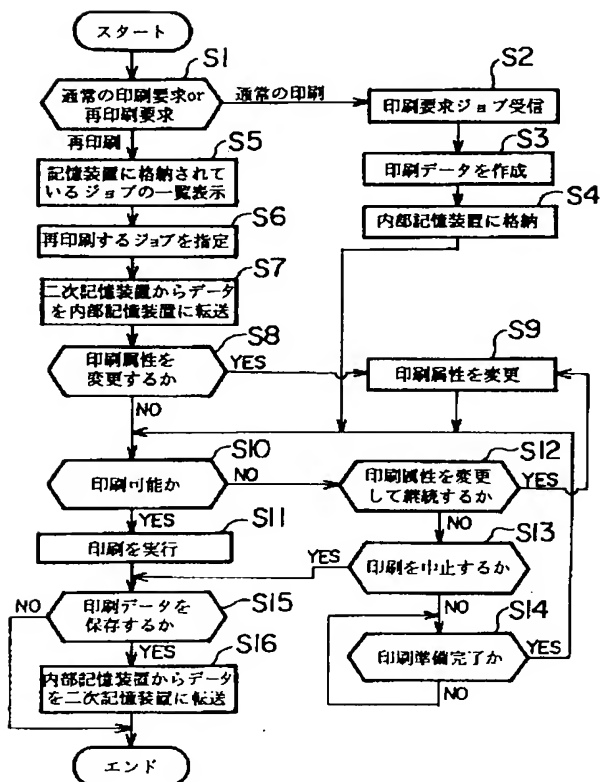 スタート
S1
通常の印刷要求or
再印刷要求
通常の印刷
S2
印刷要求ジョブ受信
再印刷
S3
印刷データを作成
S4
内部記憶装置に格納
S5
記憶装置に格納されて
いるジョブの一覧表示
S6
再印刷するジョブを指定
S7
二次記憶装置からデータ
を内部記憶装置に転送
S8
印刷属性を
変更するか
YES
S9
印刷属性を変更
NO
S10
印刷可能か
NO
S12
印刷属性を変更
して継続するか
YES
YES
S11
印刷を実行
NO
S13
印刷を中止するか
YES
NO
S14
印刷準備完了か
YES
NO
S15
印刷データを
保存するか
NO
YES
S16
内部記憶装置からデータ
を二次記憶装置に転送
エンド